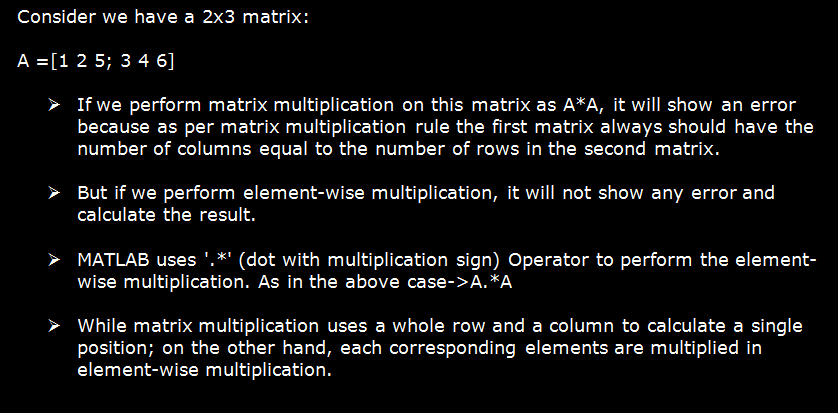 Consider we have a 2x3 matrix:
A =[1 2 5; 3 4 6]
➢ If we perform matrix multiplication on this matrix as A*A, it will show an error
because as per matrix multiplication rule the first matrix always should have the
number of columns equal to the number of rows in the second matrix.
➢ But if we perform element-wise multiplication, it will not show any error and
calculate the result.
➢ MATLAB uses '.*' (dot with multiplication sign) Operator to perform the element-
wise multiplication. As in the above case->A.*A
➢ While matrix multiplication uses a whole row and a column to calculate a single
position; on the other hand, each corresponding elements are multiplied in
element-wise multiplication.